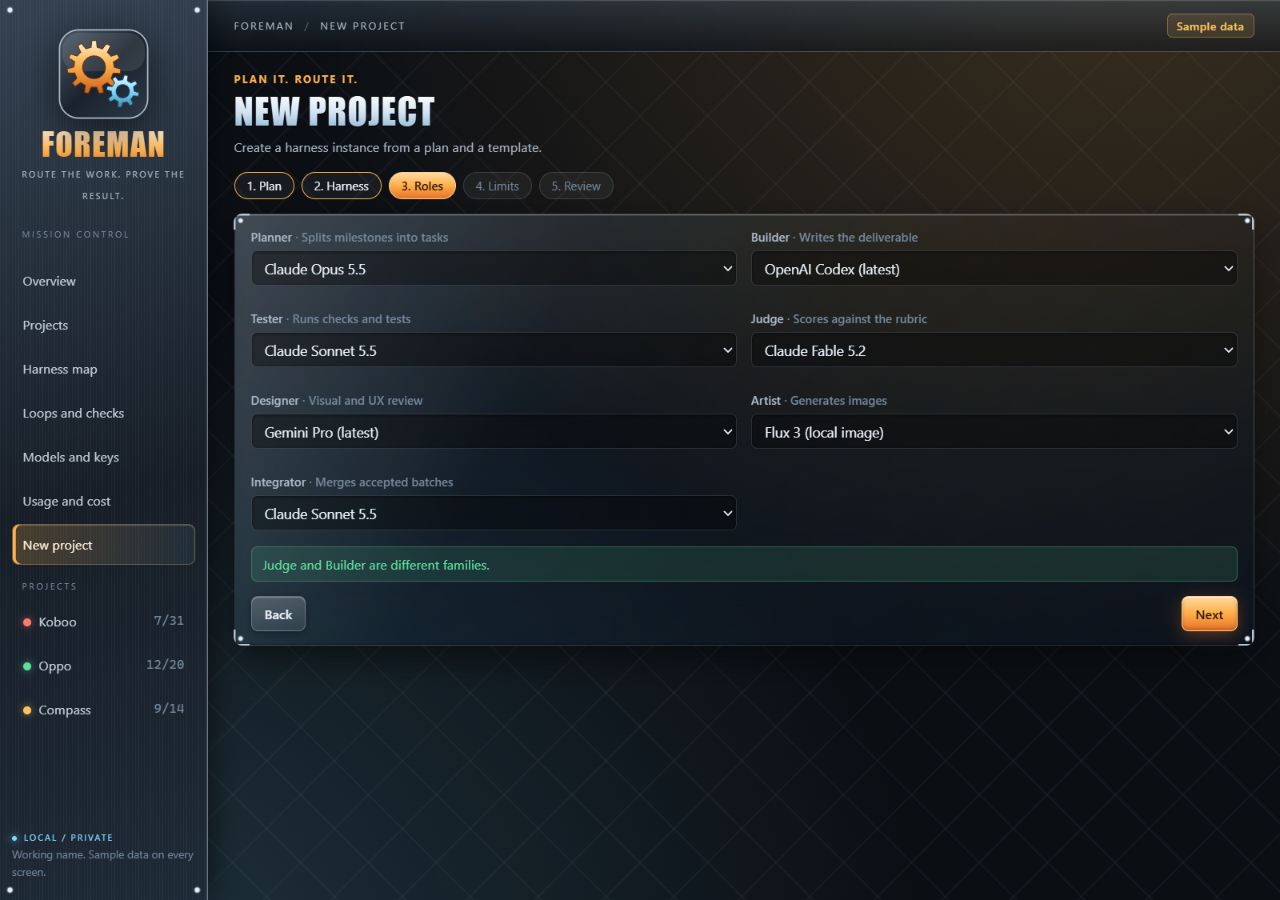 FOREMAN
ROUTE THE WORK. PROVE THE
RESULT.
MISSION CONTROL
Overview
Projects
Harness map
Loops and checks
Models and keys
Usage and cost
New project
PROJECTS
Koboo 7/31
Oppo 12/20
Compass 9/14
LOCAL / PRIVATE
Working name. Sample data on every
screen.
FOREMAN / NEW PROJECT
Sample data
PLAN IT. ROUTE IT.
NEW PROJECT
Create a harness instance from a plan and a template.
1. Plan 2. Harness 3. Roles 4. Limits 5. Review
Planner · Splits milestones into tasks
Claude Opus 5.5
Builder · Writes the deliverable
OpenAI Codex (latest)
Tester · Runs checks and tests
Claude Sonnet 5.5
Judge · Scores against the rubric
Claude Fable 5.2
Designer · Visual and UX review
Gemini Pro (latest)
Artist · Generates images
Flux 3 (local image)
Integrator · Merges accepted batches
Claude Sonnet 5.5
Judge and Builder are different families.
Back
Next